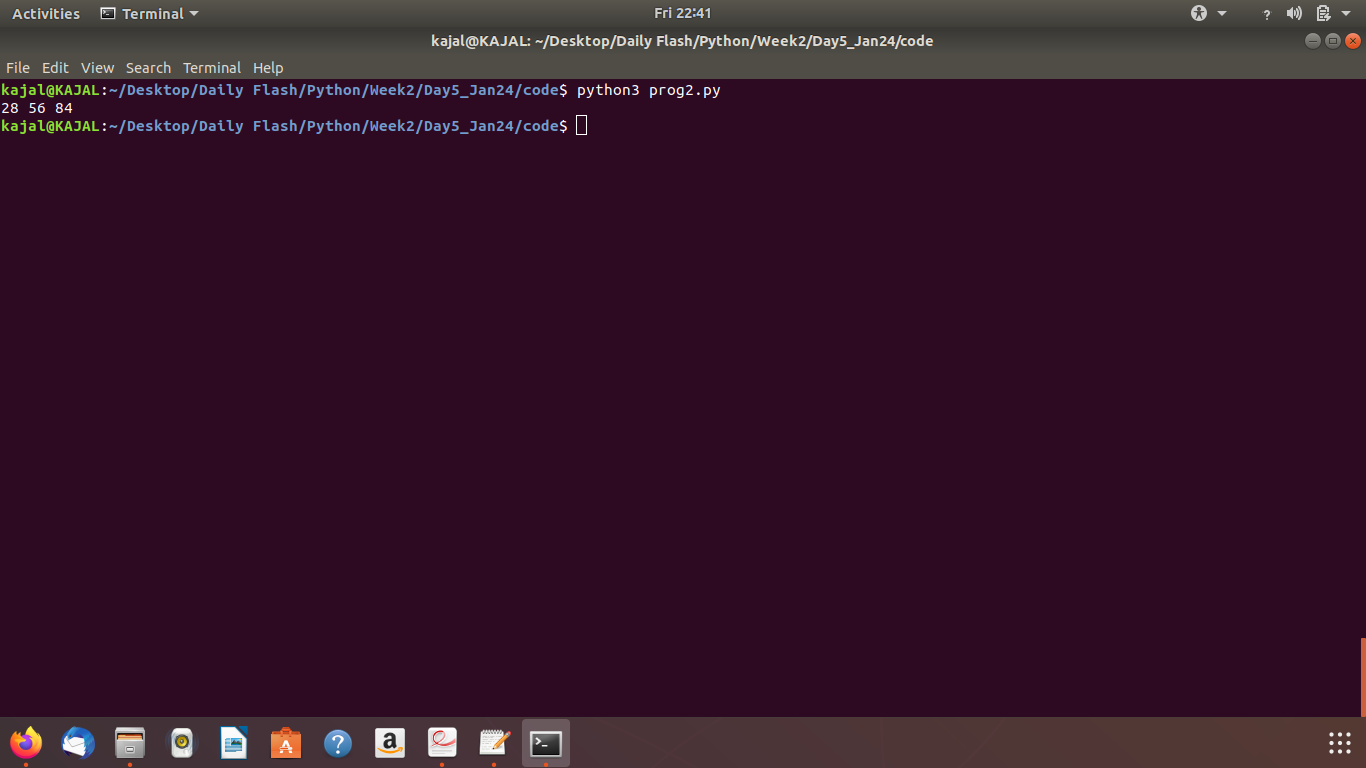 Activities Terminal Fri 22:41
kajal@KAJAL: ~/Desktop/Daily Flash/Python/Week2/Day5_Jan24/code
File Edit View Search Terminal Help
kajal@KAJAL:~/Desktop/Daily Flash/Python/Week2/Day5_Jan24/code$ python3 prog2.py
28 56 84
kajal@KAJAL:~/Desktop/Daily Flash/Python/Week2/Day5_Jan24/code$